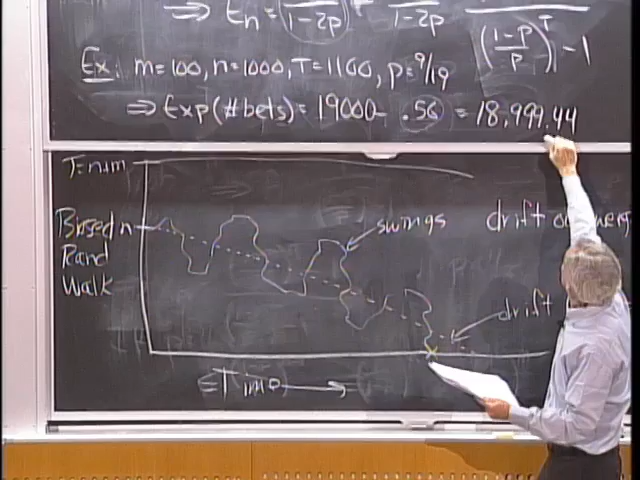 ⟹ E_n = n/(1-2p) - T/(1-2p) · 
((1-p)/p)^T - 1
Ex. m=100, n=1000, T=1100, p=9/19
⟹ Exp(# bets) = 19000 - .56 = 18,999.44
T=n+m
Biased n
Rand
Walk
swings
drift
drift
Time